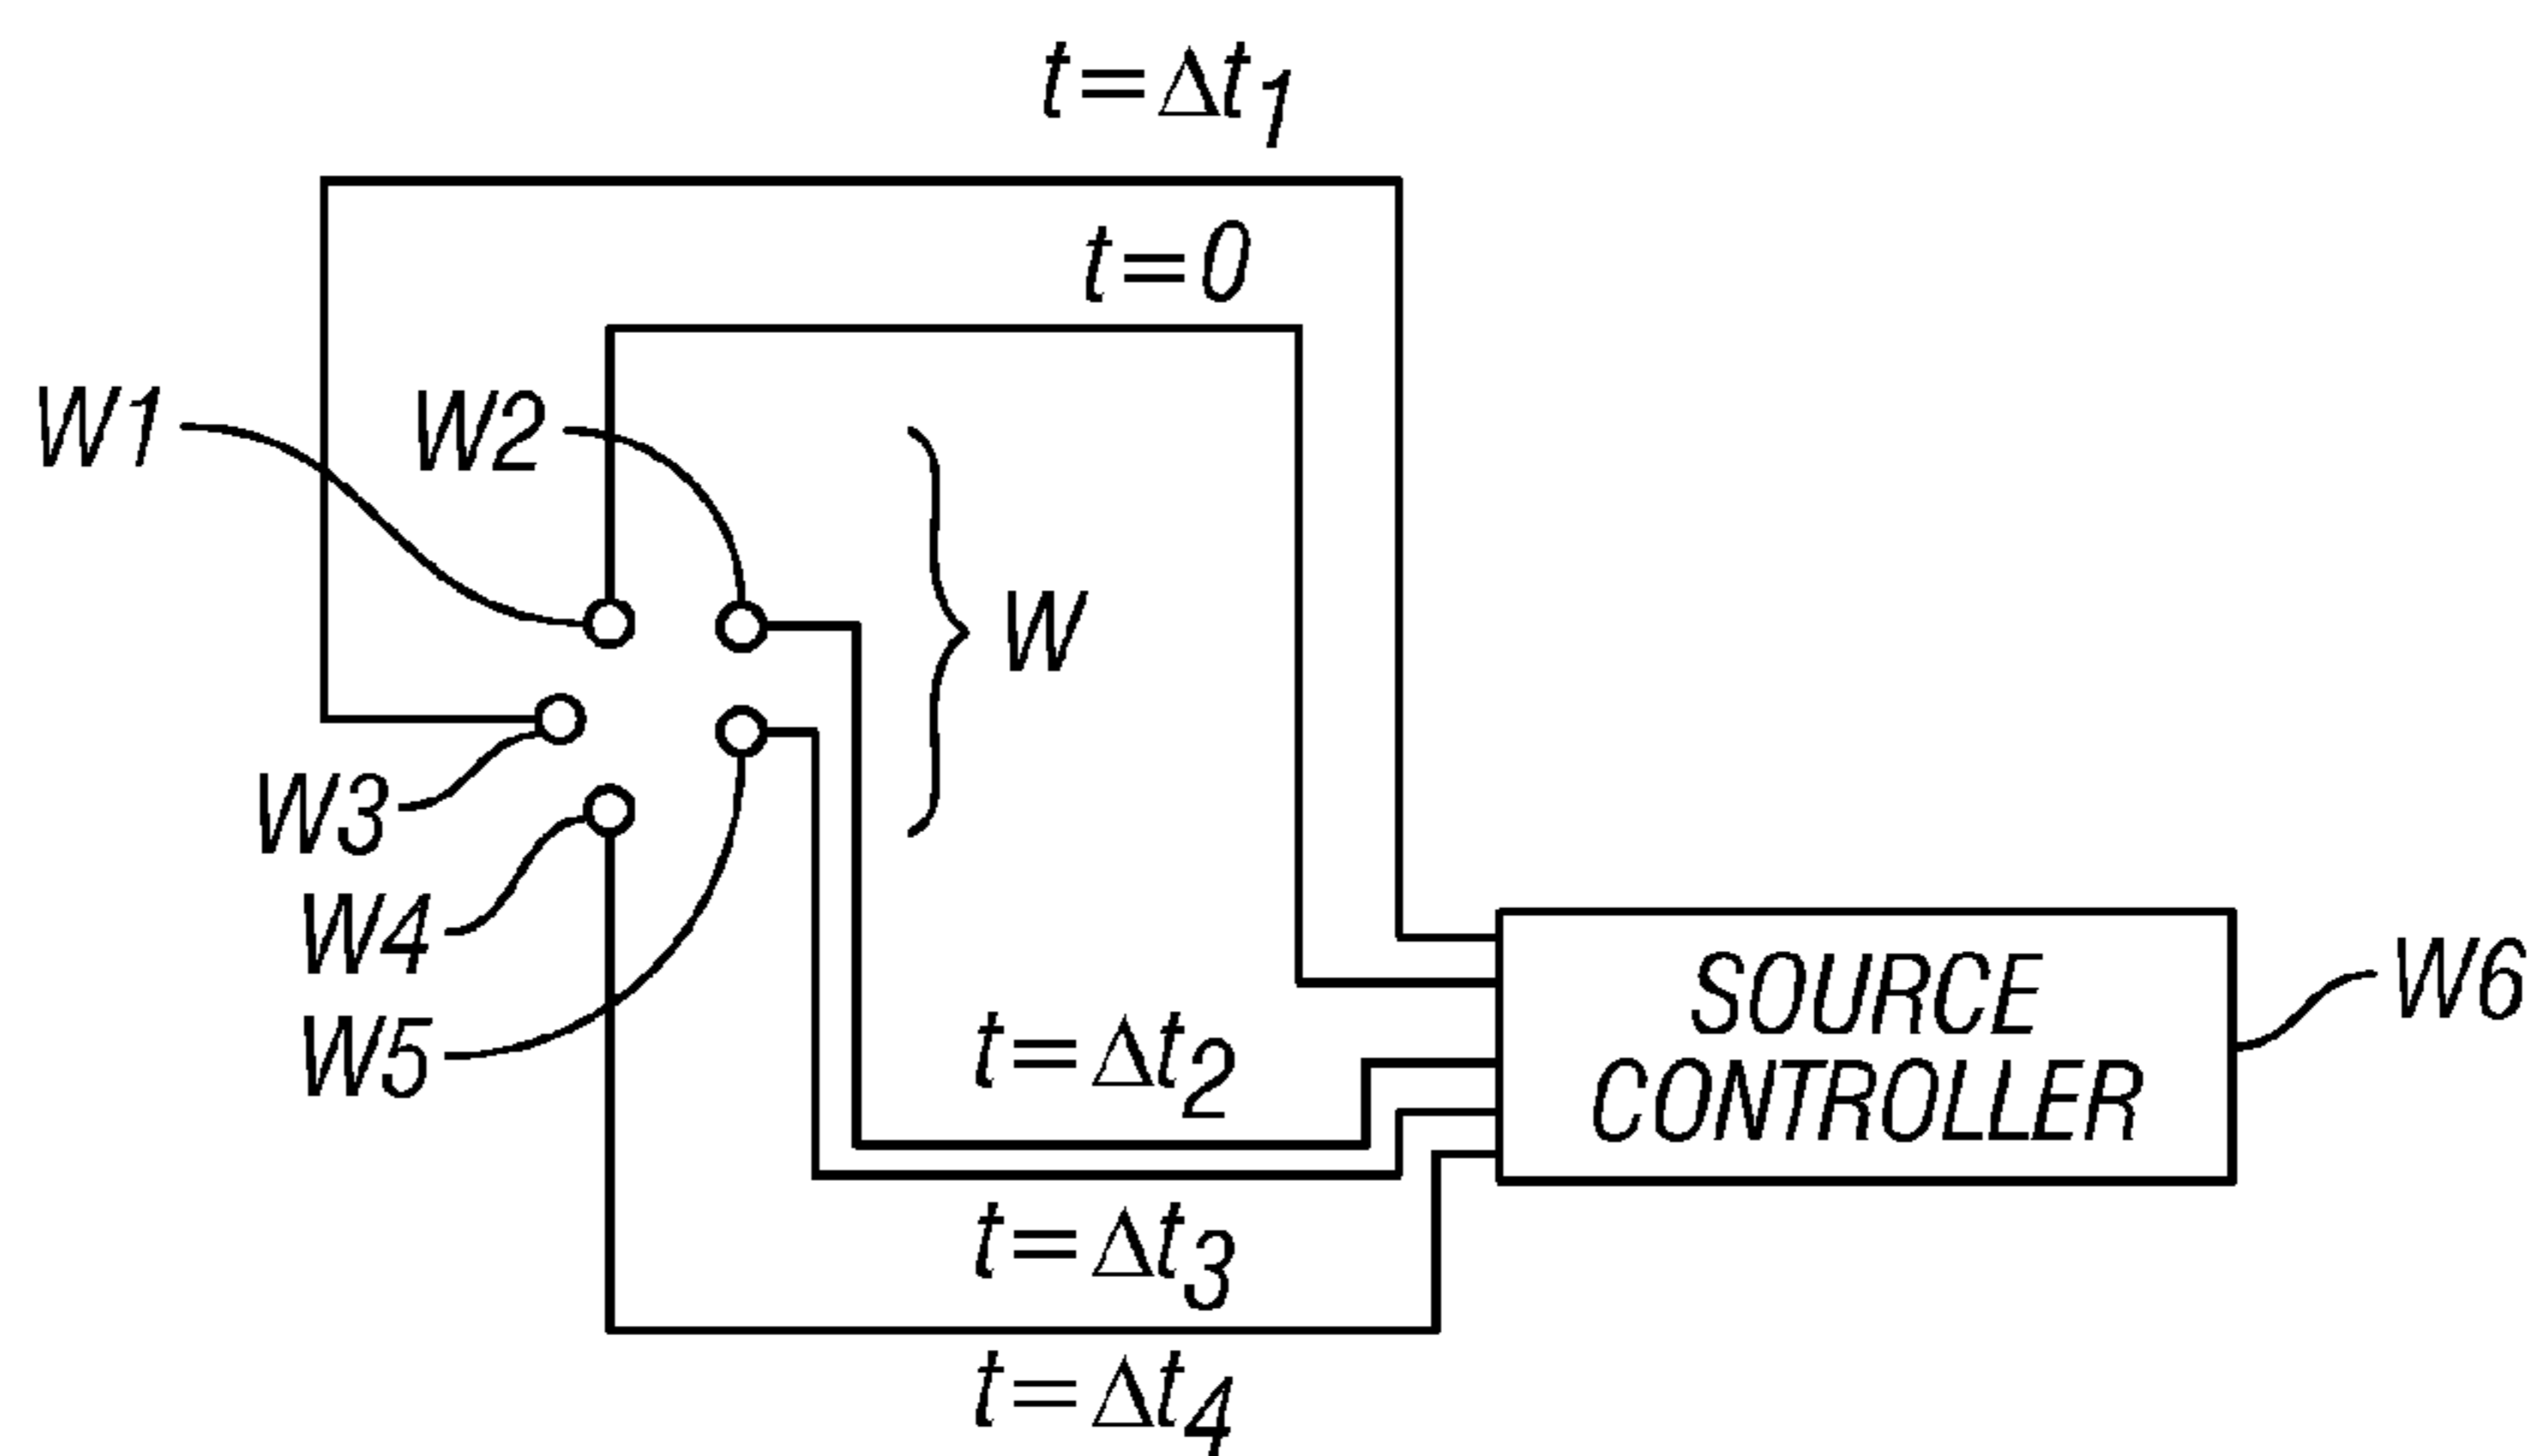 t=Δt1
t=0
W1
W2
W
W3
W4
W5
SOURCE
CONTROLLER
W6
t=Δt2
t=Δt3
t=Δt4